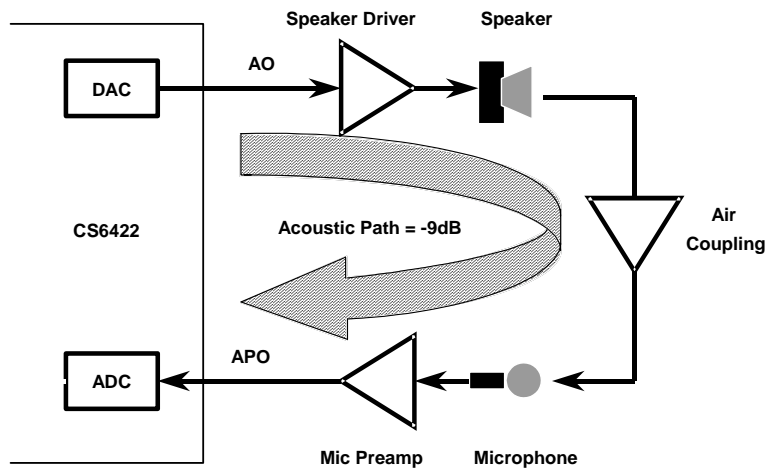 Speaker Driver
Speaker
AO
DAC
Air
Coupling
CS6422
Acoustic Path = -9dB
APO
ADC
Mic Preamp
Microphone